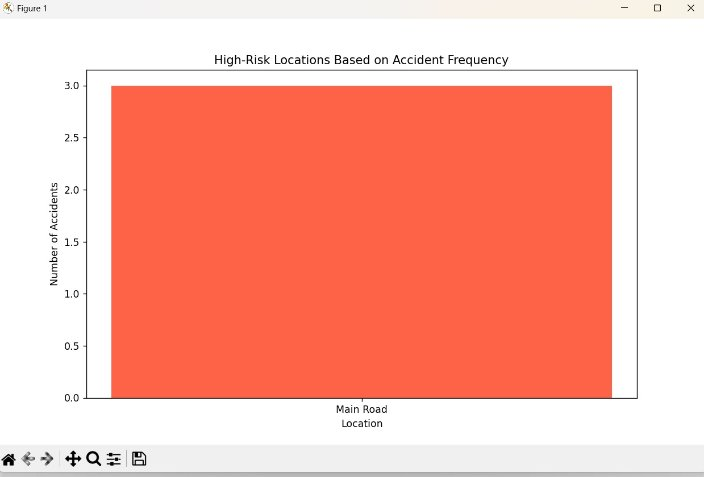 Figure 1
High-Risk Locations Based on Accident Frequency
3.0
2.5
2.0
1.5
1.0
0.5
0.0
Number of Accidents
Main Road
Location